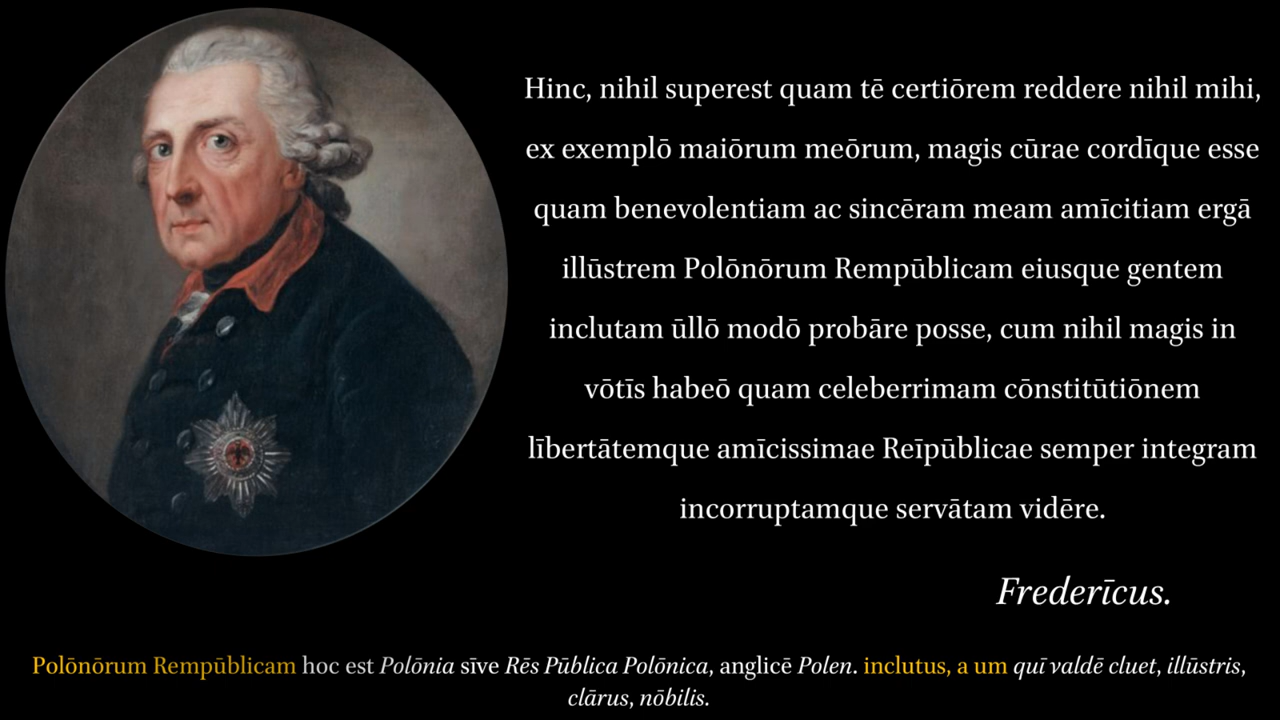 Hinc, nihil superest quam tē certiōrem reddere nihil mihi,
ex exemplō maiōrum meōrum, magis cūrae cordīque esse
quam benevolentiam ac sincēram meam amīcitiam ergā
illūstrem Polōnōrum Rempūblicam eiusque gentem
inclutam ūllō modō probāre posse, cum nihil magis in
vōtīs habeō quam celeberrimam cōnstitūtiōnem
lībertātemque amīcissimae Reīpūblicae semper integram
incorruptamque servātam vidēre.
Frederīcus.
Polōnōrum Rempūblicam hoc est Polōnia sīve Rēs Pūblica Polōnica, anglicē Polen. inclutus, a um quī valdē cluet, illūstris,
clārus, nōbilis.